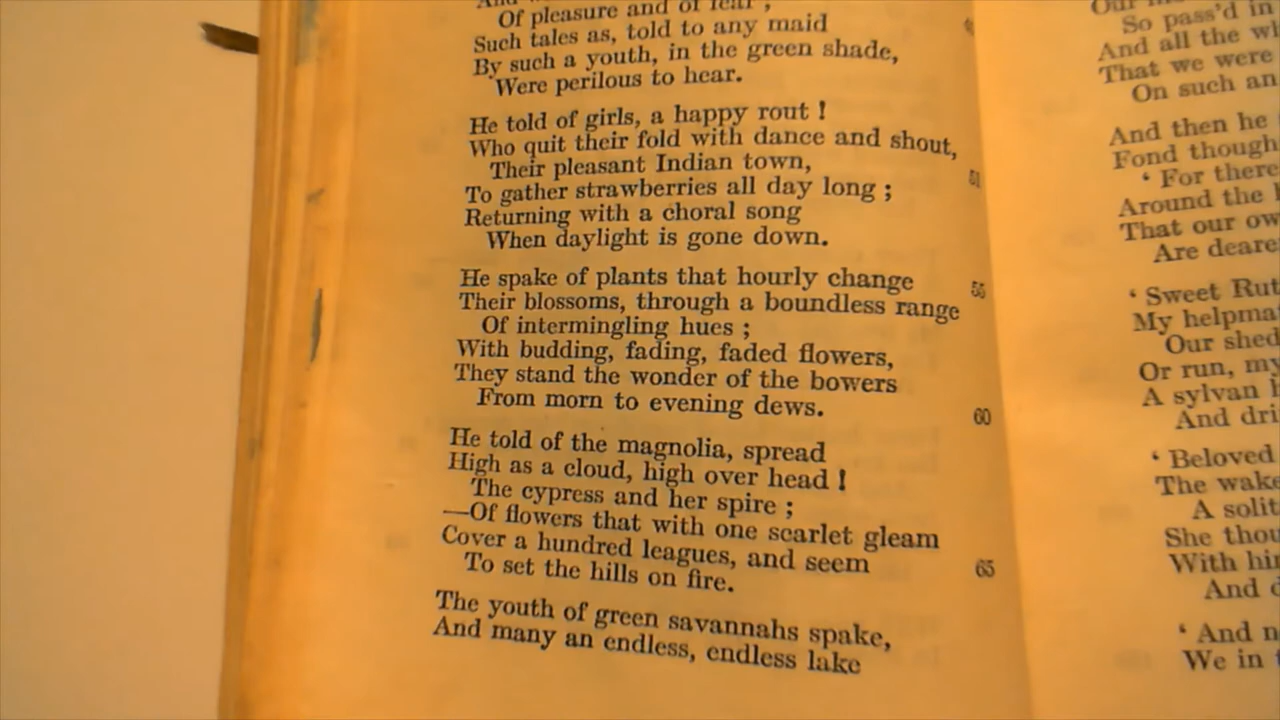 Of pleasure and of fear ;
Such tales as, told to any maid
By such a youth, in the green shade,
Were perilous to hear.
He told of girls, a happy rout !
Who quit their fold with dance and shout,
Their pleasant Indian town, 51
To gather strawberries all day long ;
Returning with a choral song
When daylight is gone down.
He spake of plants that hourly change 55
Their blossoms, through a boundless range
Of intermingling hues ;
With budding, fading, faded flowers,
They stand the wonder of the bowers
From morn to evening dews. 60
He told of the magnolia, spread
High as a cloud, high over head !
The cypress and her spire ;
—Of flowers that with one scarlet gleam
Cover a hundred leagues, and seem 65
To set the hills on fire.
The youth of green savannahs spake,
And many an endless, endless lake
So pass'd in
And all the
That we were
On such an
And then he
Fond though
‘ For there
Around the
That our ow
Are deare
‘ Sweet Rut
My helpma
Our shed
Or run, my
A sylvan
And dri
‘ Beloved
The wake
A solit
She thou
With hi
And
‘ And
We in